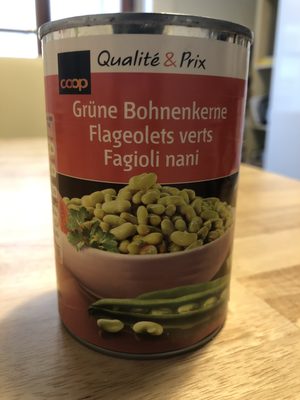 Qualité & Prix
coop
Grüne Bohnenkerne
Flageolets verts
Fagioli nani